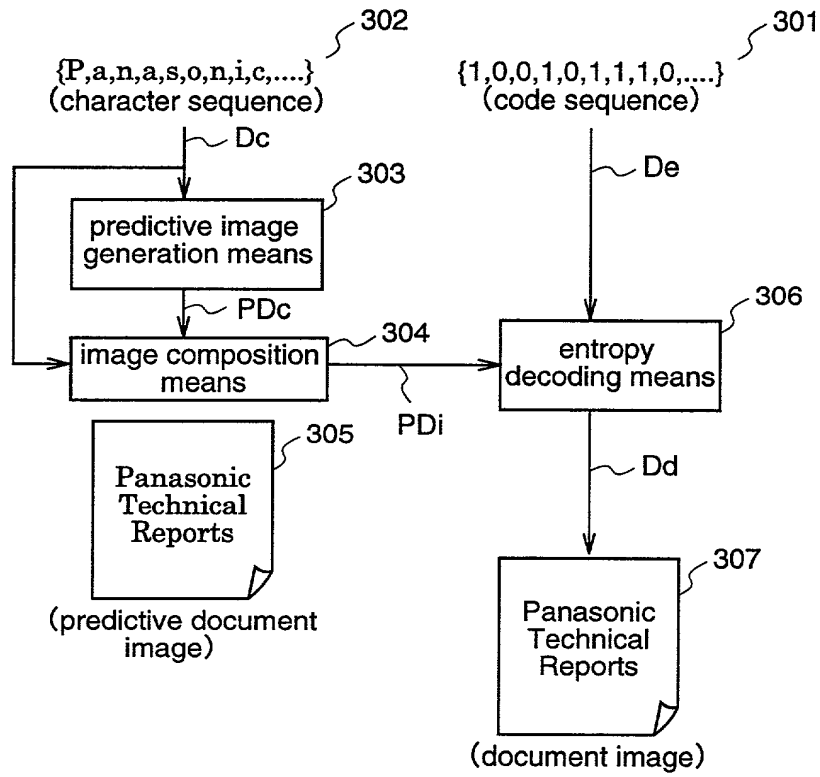 302
{P,a,n,a,s,o,n,i,c,....}
(character sequence)
Dc
303
predictive image
generation means
PDc
304
image composition
means
PDi
305
Panasonic
Technical
Reports
(predictive document
image)
301
{1,0,0,1,0,1,1,1,0,....}
(code sequence)
De
306
entropy
decoding means
Dd
307
Panasonic
Technical
Reports
(document image)